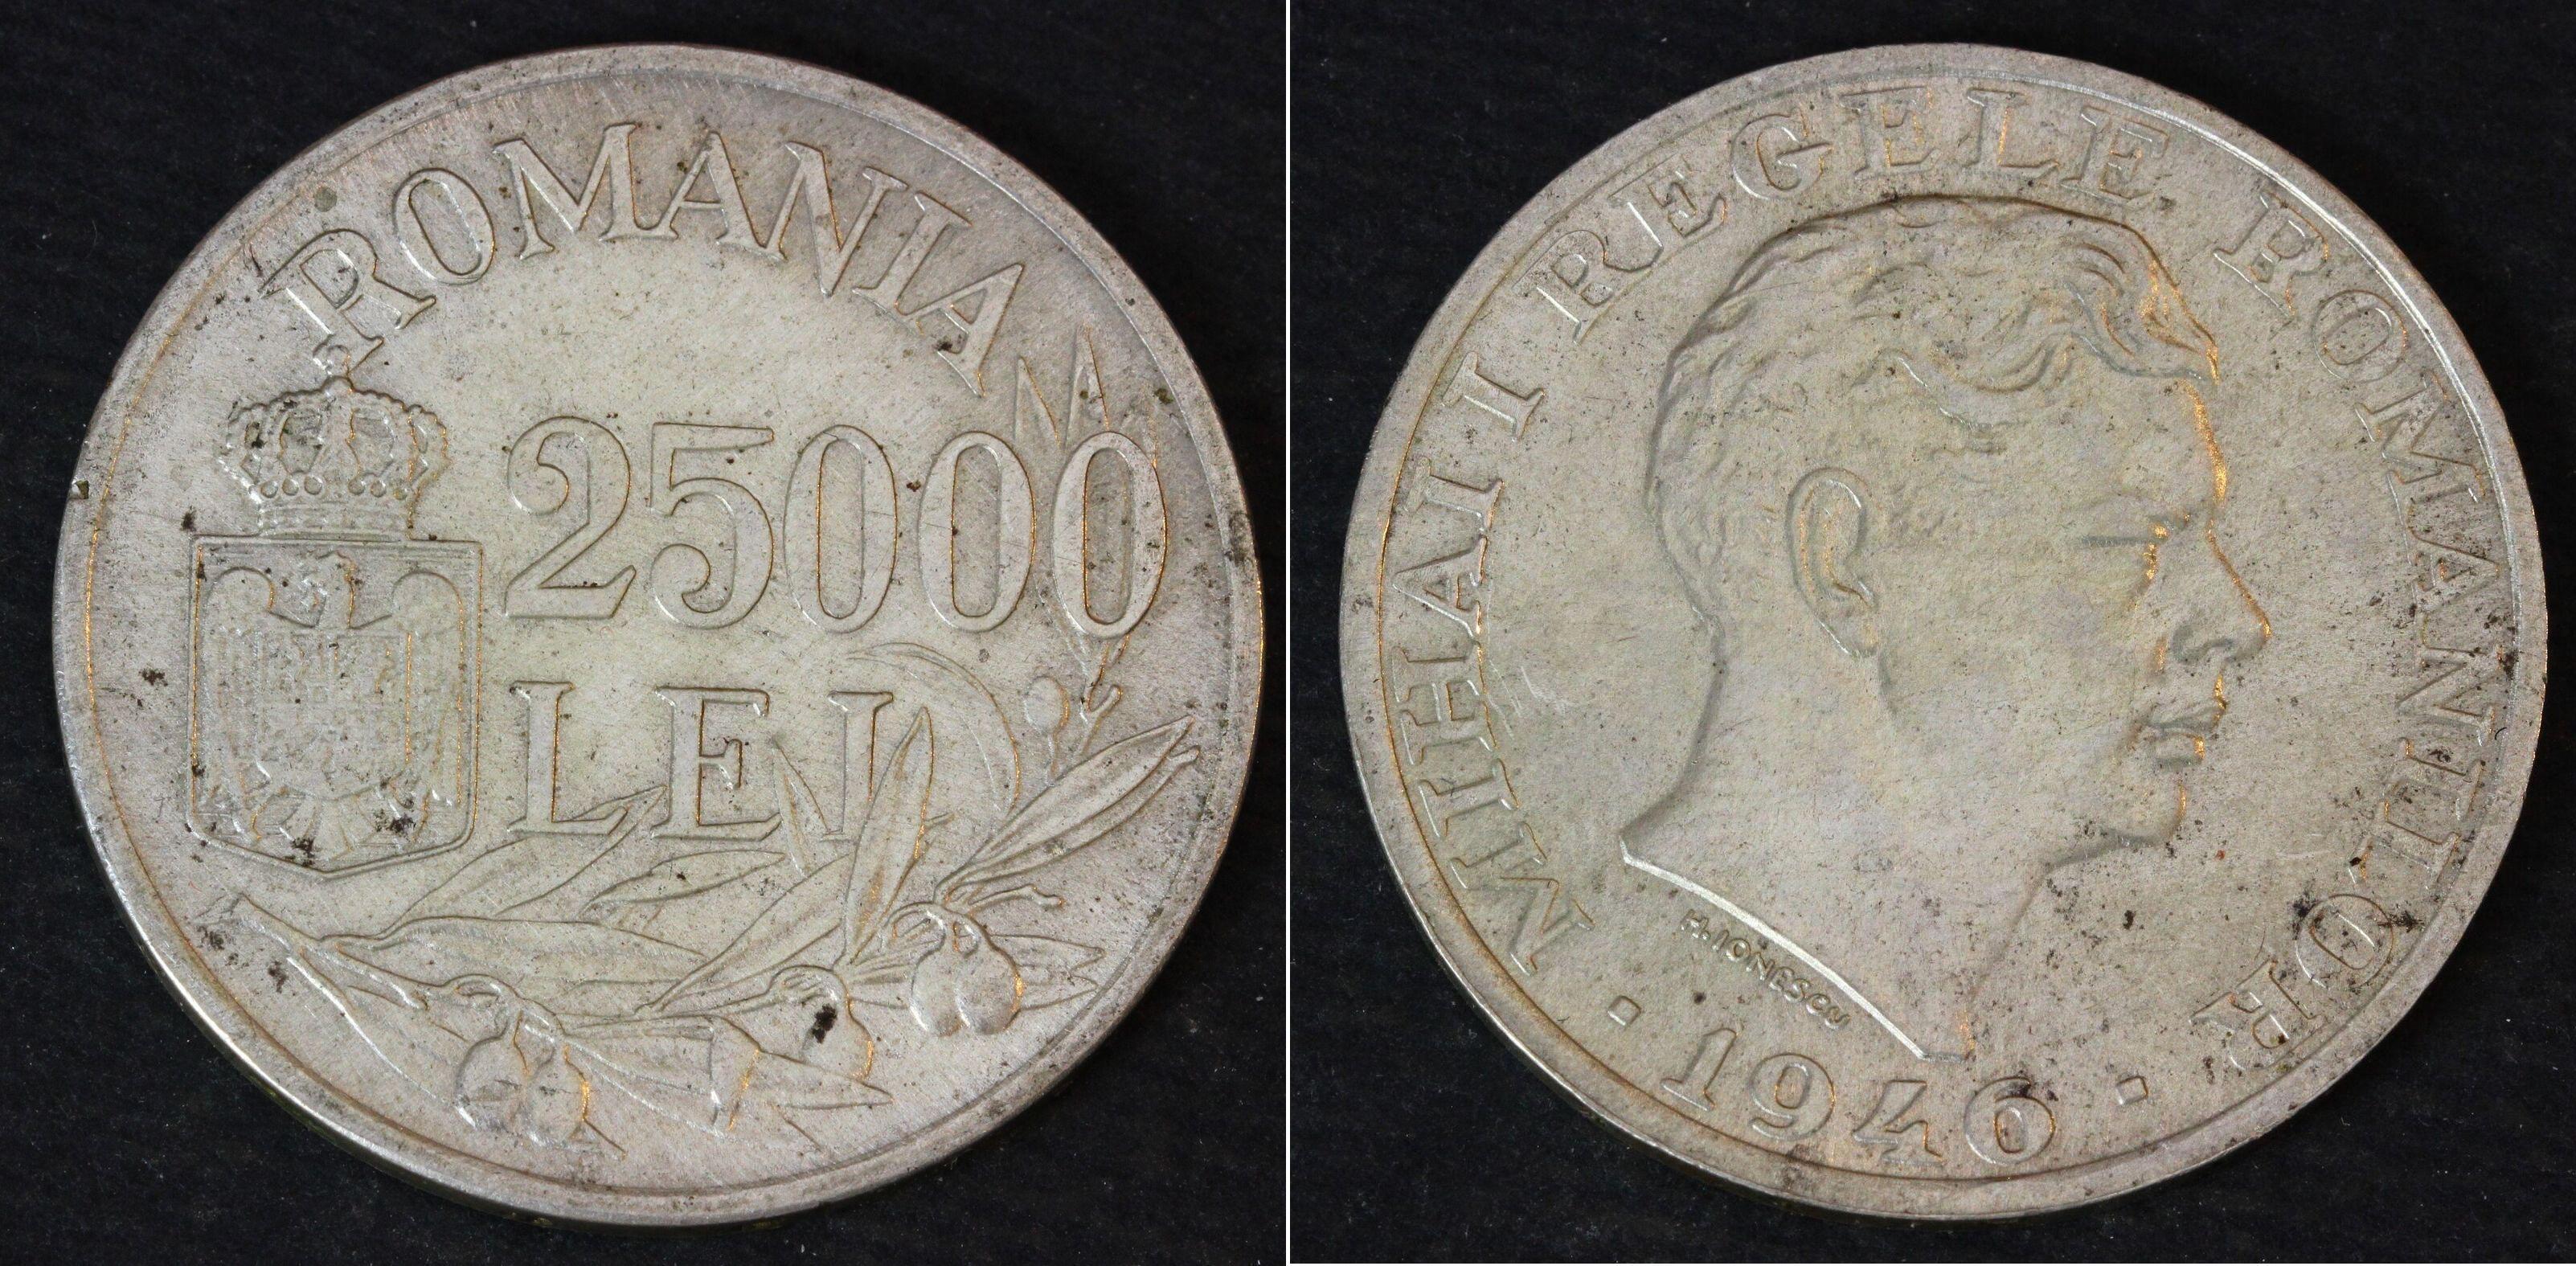 ROMANIA
25000
LEI
MIHAI I REGELE ROMANILOR
H. IONESCU
· 1946 ·